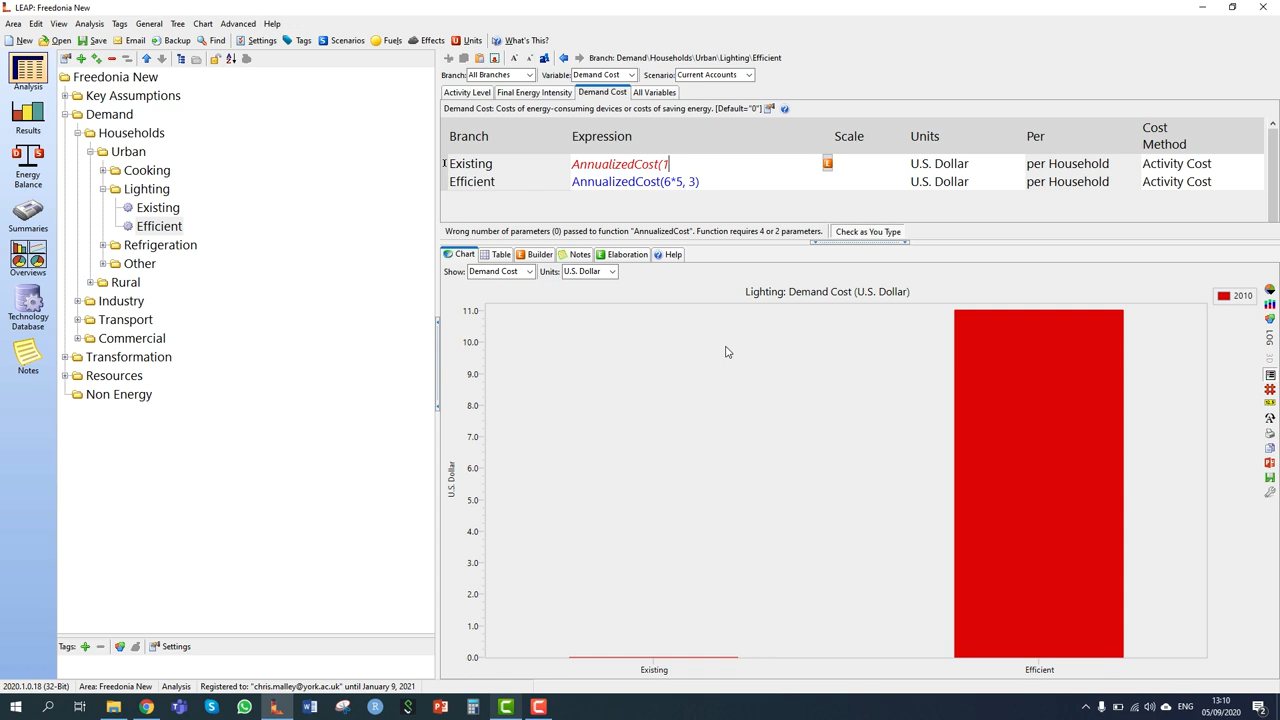 LEAP: Freedonia New
Area Edit View Analysis Tags General Tree Chart Advanced Help
New Open Save Email Backup Find Settings Tags Scenarios Fuels Effects Units What's This?
Analysis
Results
Energy
Balance
Summaries
Overviews
Technology
Database
Notes
Freedonia New
Key Assumptions
Demand
Households
Urban
Cooking
Lighting
Existing
Efficient
Refrigeration
Other
Rural
Industry
Transport
Commercial
Transformation
Resources
Non Energy
Tags: Settings
Branch: Demand\Households\Urban\Lighting\Efficient
Branch: All Branches Variable: Demand Cost Scenario: Current Accounts
Activity Level Final Energy Intensity Demand Cost All Variables
Demand Cost: Costs of energy-consuming devices or costs of saving energy. [Default="0"]
Branch Expression Scale Units Per Cost Method
Existing AnnualizedCost(1 E U.S. Dollar per Household Activity Cost
Efficient AnnualizedCost(6*5, 3) U.S. Dollar per Household Activity Cost
Wrong number of parameters (0) passed to function "AnnualizedCost". Function requires 4 or 2 parameters. Check as You Type
Chart Table Builder Notes Elaboration Help
Show: Demand Cost Units: U.S. Dollar
Lighting: Demand Cost (U.S. Dollar)
2010
U.S. Dollar
11.0
10.0
9.0
8.0
7.0
6.0
5.0
4.0
3.0
2.0
1.0
0.0
Existing Efficient
LOG
3D
2020.1.0.18 (32-Bit) Area: Freedonia New Analysis Registered to: "chris.malley@york.ac.uk" until January 9, 2021
ENG
13:10
05/09/2020
2